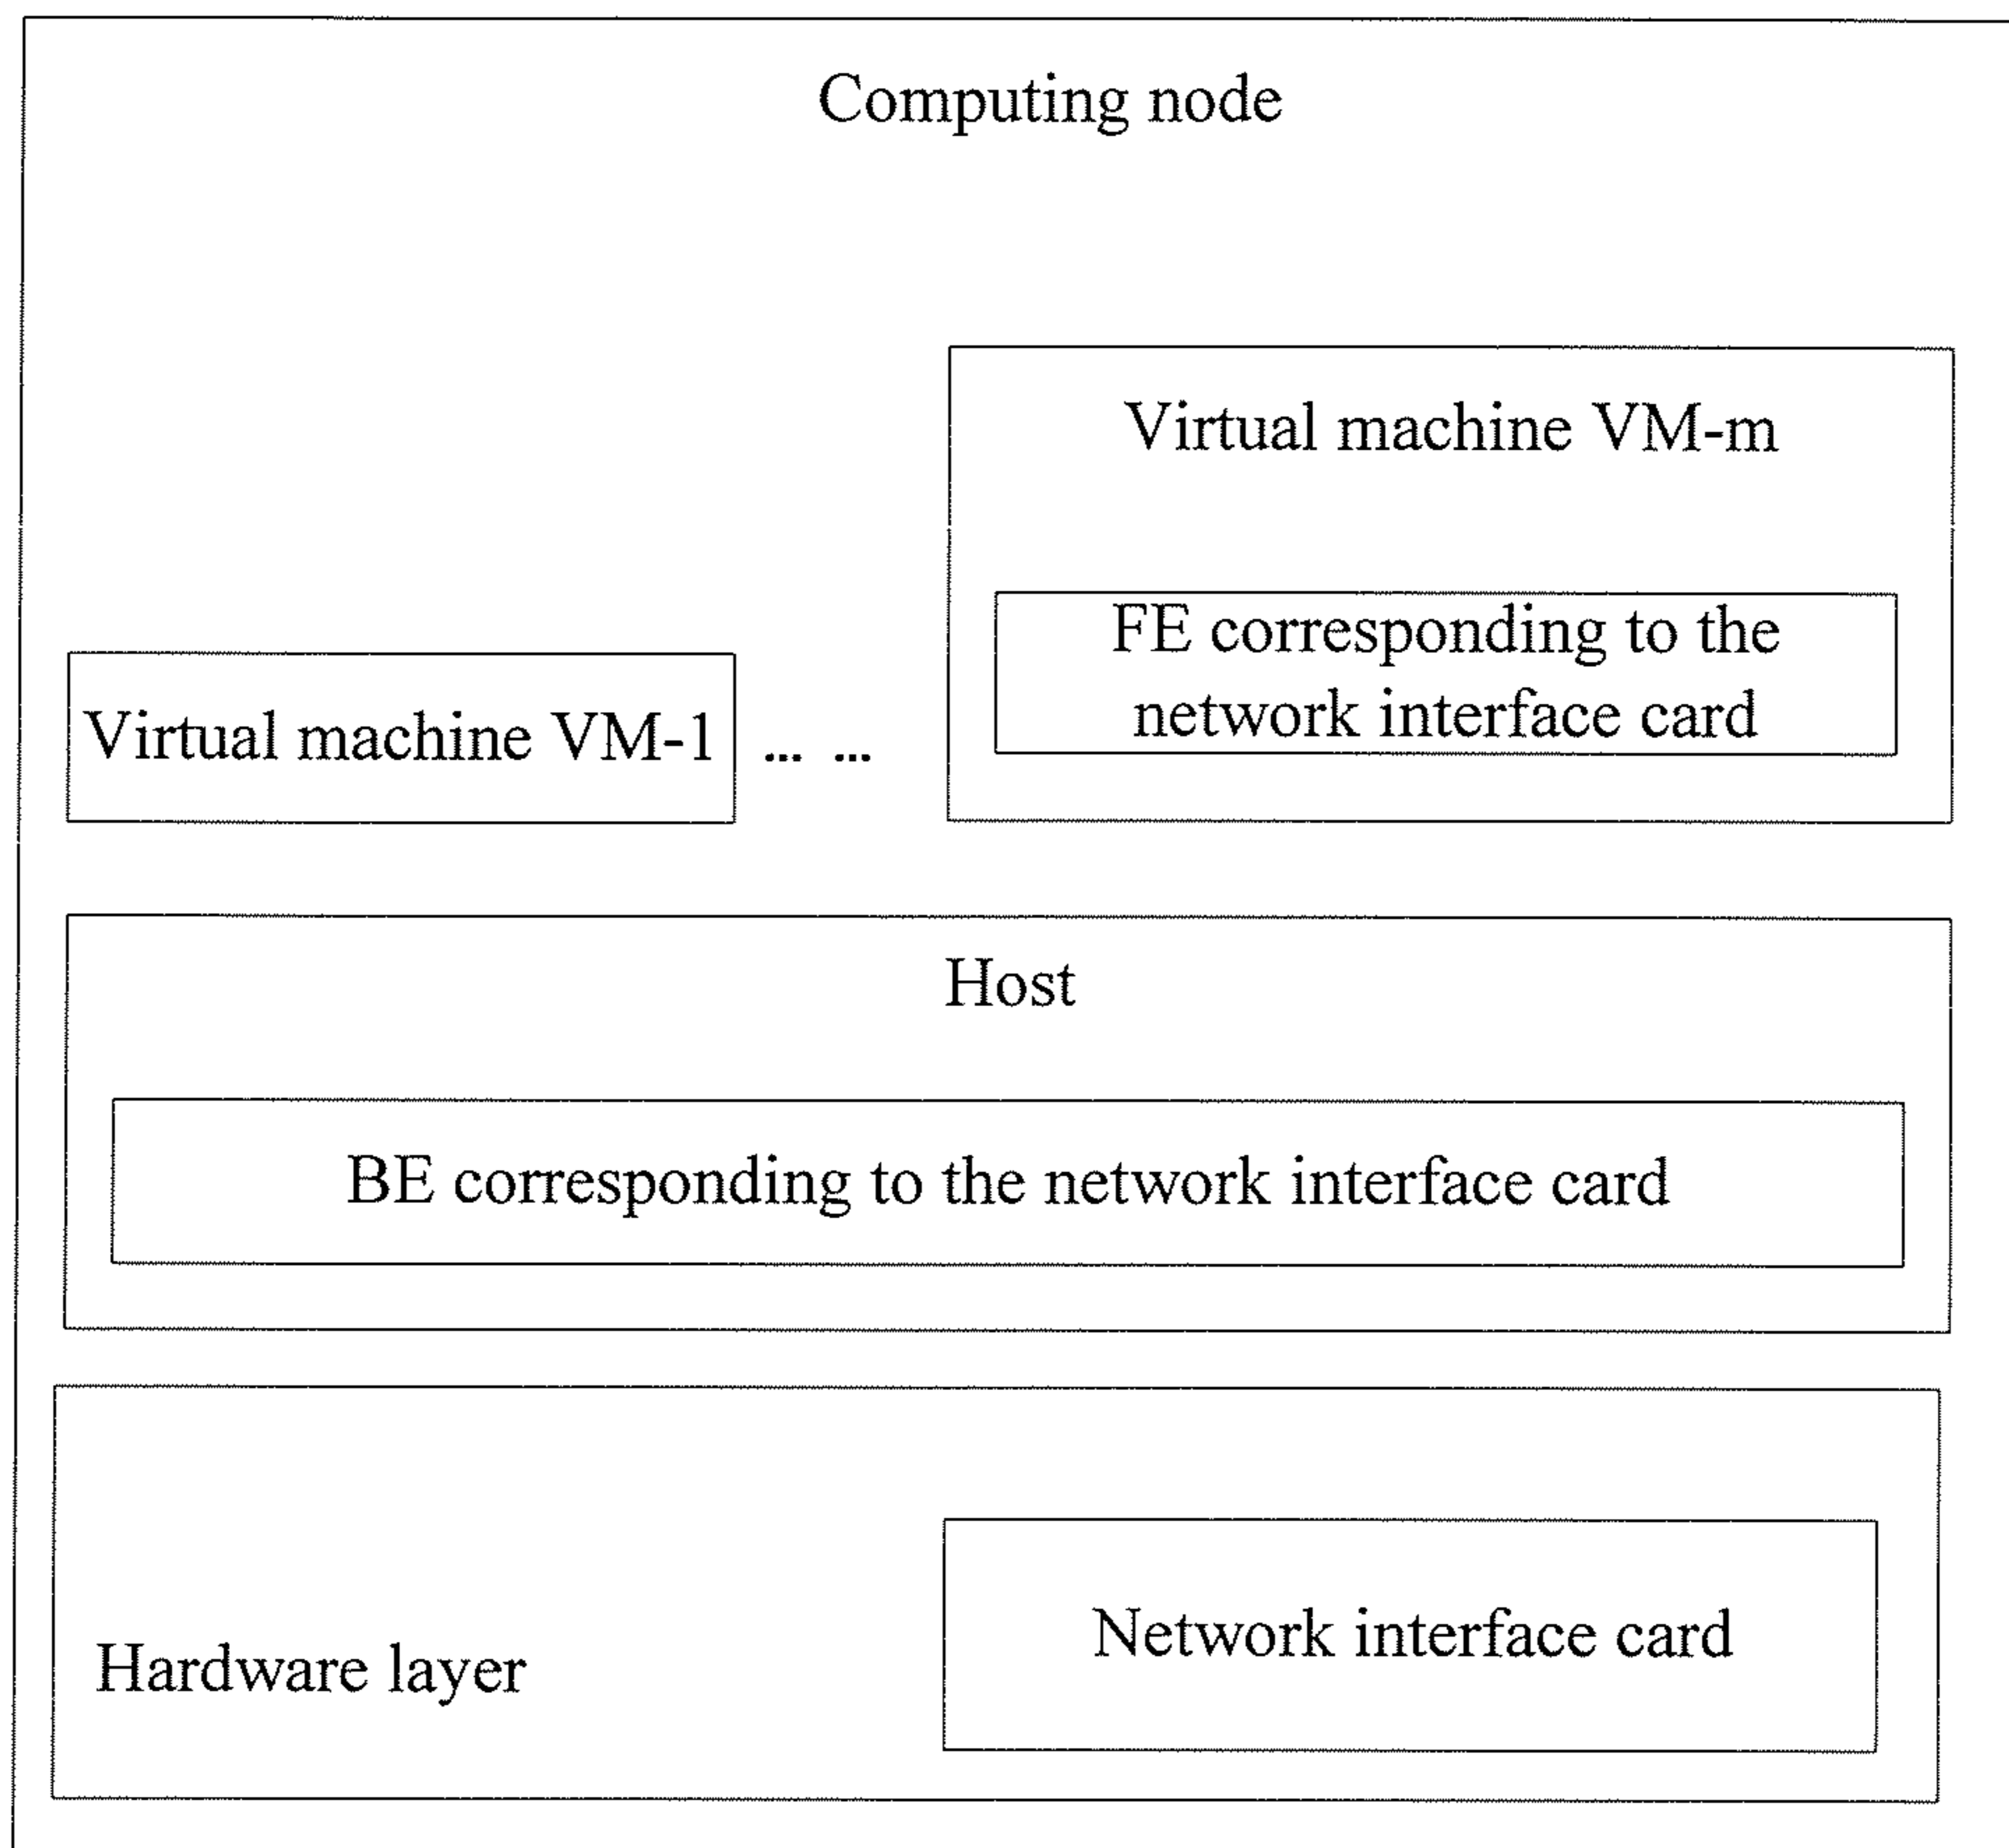 Computing node
Virtual machine VM-m
FE corresponding to the
network interface card
Virtual machine VM-1 ... ...
Host
BE corresponding to the network interface card
Network interface card
Hardware layer